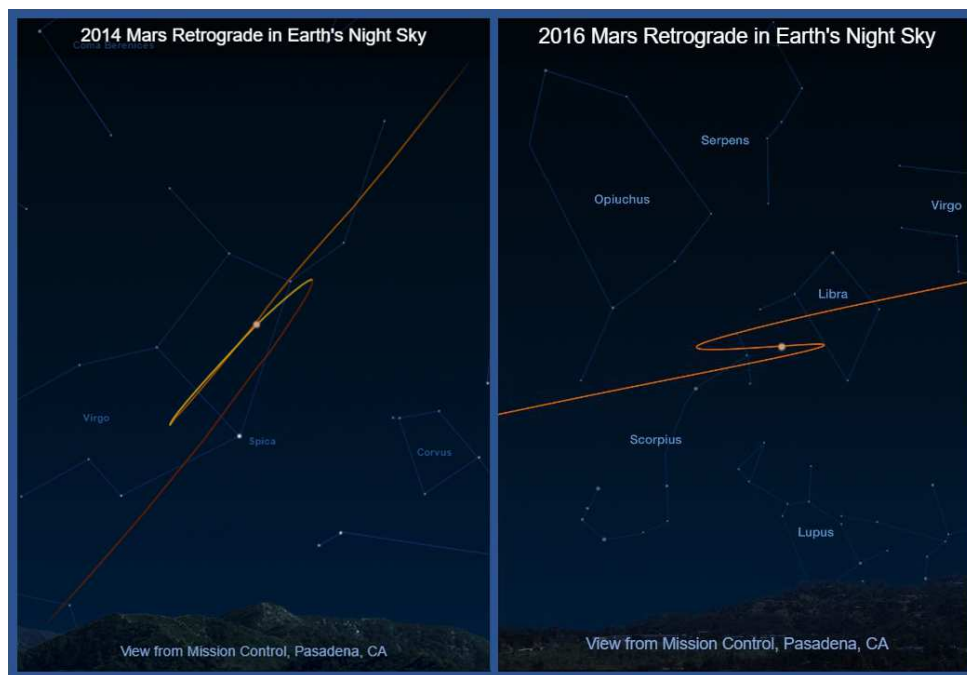 2014 Mars Retrograde in Earth's Night Sky
Coma Berenices
Virgo
Spica
Corvus
View from Mission Control, Pasadena, CA
2016 Mars Retrograde in Earth's Night Sky
Serpens
Opiuchus
Virgo
Libra
Scorpius
Lupus
View from Mission Control, Pasadena, CA